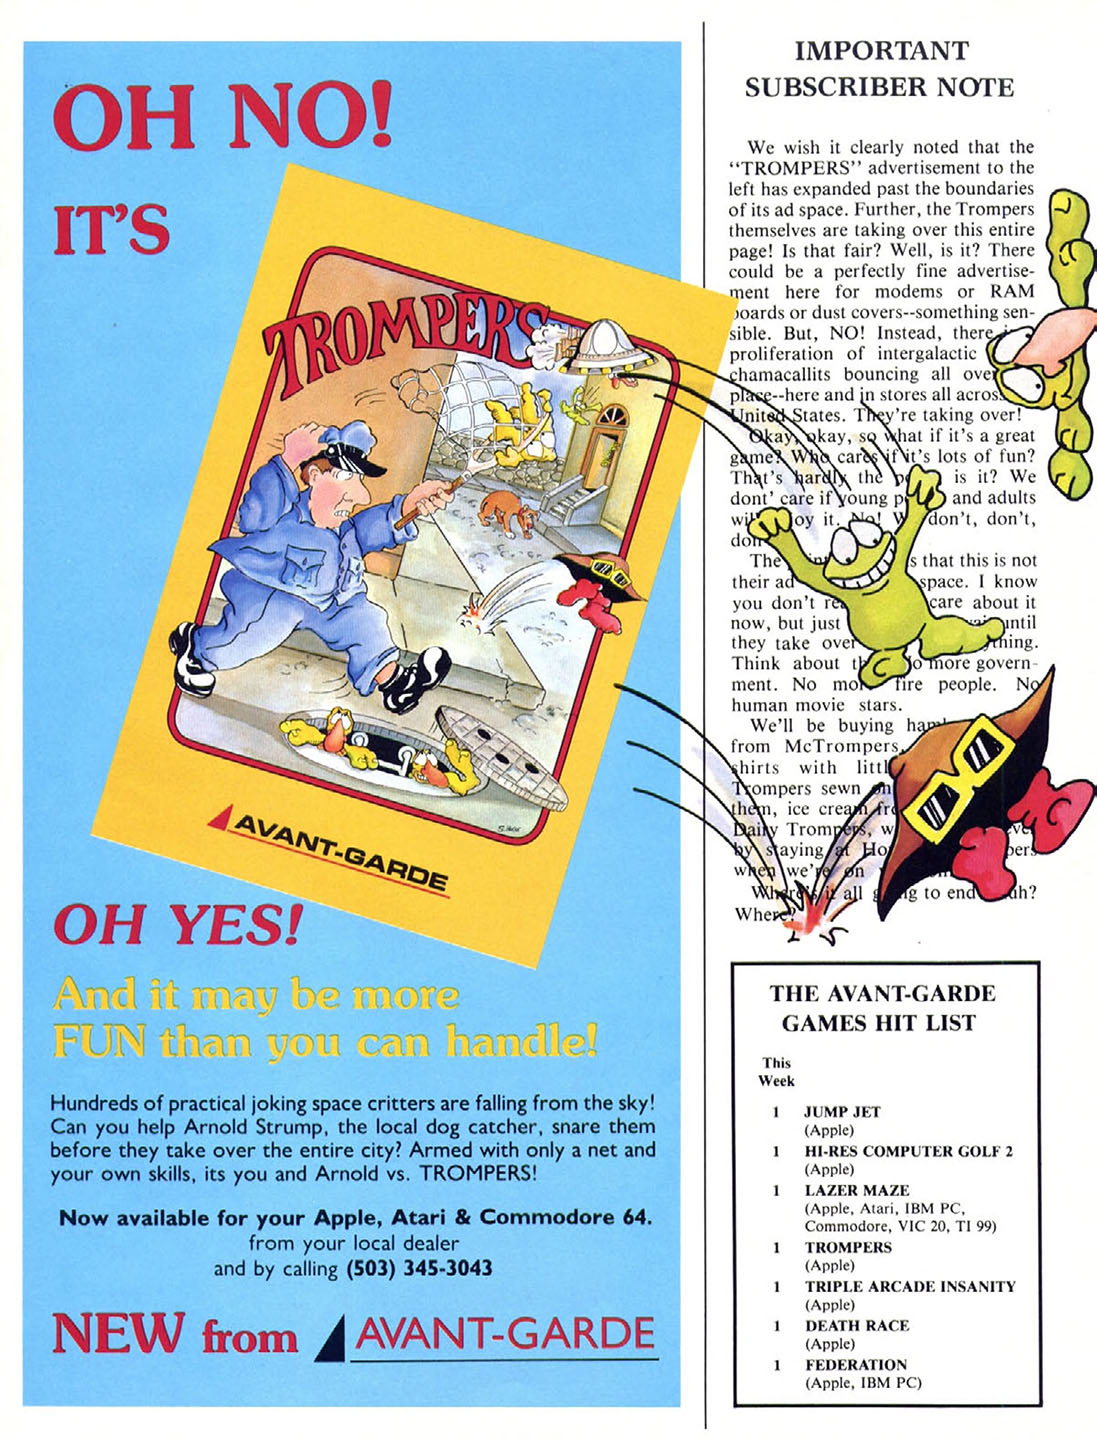 OH NO!
IT'S
TROMPERS
AVANT-GARDE
OH YES!
And it may be more
FUN than you can handle!
Hundreds of practical joking space critters are falling from the sky!
Can you help Arnold Strump, the local dog catcher, snare them
before they take over the entire city? Armed with only a net and
your own skills, its you and Arnold vs. TROMPERS!
Now available for your Apple, Atari & Commodore 64.
from your local dealer
and by calling (503) 345-3043
NEW from AVANT-GARDE
IMPORTANT
SUBSCRIBER NOTE
We wish it clearly noted that the
"TROMPERS" advertisement to the
left has expanded past the boundaries
of its ad space. Further, the Trompers
themselves are taking over this entire
page! Is that fair? Well, is it? There
could be a perfectly fine advertise-
ment here for modems or RAM
boards or dust covers--something sen-
sible. But, NO! Instead, there
proliferation of intergalactic
chamacallits bouncing all over
place--here and in stores all across
United States. They're taking over!
Okay, okay, so what if it's a great
game? Who cares if it's lots of fun?
That's hardly the is it? We
dont' care if young and adults
it. No! We don't, don't,
The is that this is not
their ad space. I know
you don't care about it
now, but just until
they take over
Think about more govern-
ment. No more fire people. No
human movie stars.
We'll be buying
from McTrompers,
shirts with little
Trompers sewn on
them, ice cream from
Dairy Trompers,
by staying at
when we're on
Where's it all going to end huh?
Where?
THE AVANT-GARDE
GAMES HIT LIST
This
Week
1 JUMP JET
(Apple)
1 HI-RES COMPUTER GOLF 2
(Apple)
1 LAZER MAZE
(Apple, Atari, IBM PC,
Commodore, VIC 20, TI 99)
1 TROMPERS
(Apple)
1 TRIPLE ARCADE INSANITY
(Apple)
1 DEATH RACE
(Apple)
1 FEDERATION
(Apple, IBM PC)